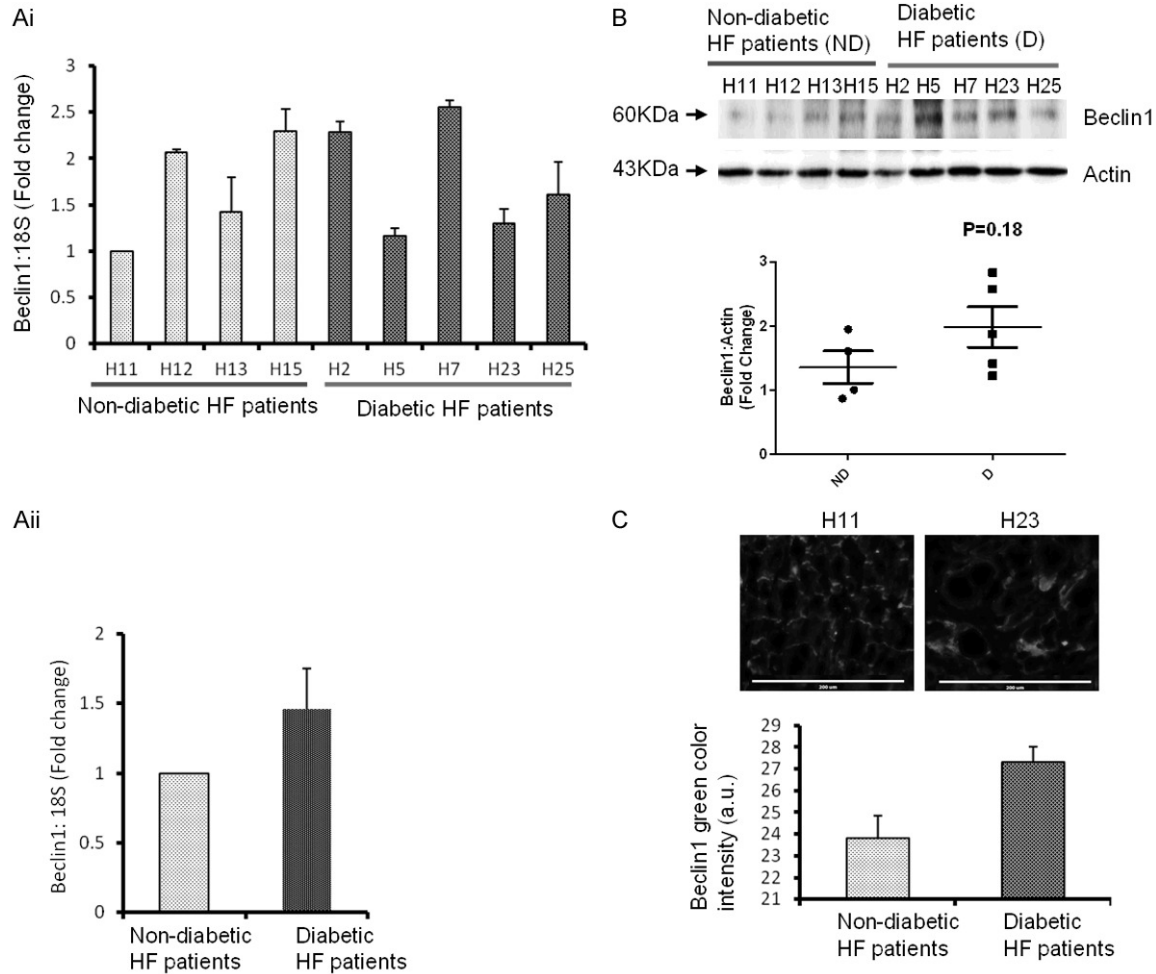 Ai
Beclin1:18S (Fold change)
3
2.5
2
1.5
1
0.5
0
H11 H12 H13 H15 H2 H5 H7 H23 H25
Non-diabetic HF patients
Diabetic HF patients
B
Non-diabetic
HF patients (ND)
Diabetic
HF patients (D)
H11 H12 H13 H15 H2 H5 H7 H23 H25
60KDa
Beclin1
43KDa
Actin
P=0.18
Beclin1:Actin
(Fold Change)
3
2
1
0
ND
D
Aii
Beclin1: 18S (Fold change)
2
1.5
1
0.5
0
Non-diabetic
HF patients
Diabetic
HF patients
C
H11
H23
200 um
200 um
Beclin1 green color
intensity (a.u.)
29
28
27
26
25
24
23
22
21
Non-diabetic
HF patients
Diabetic
HF patients